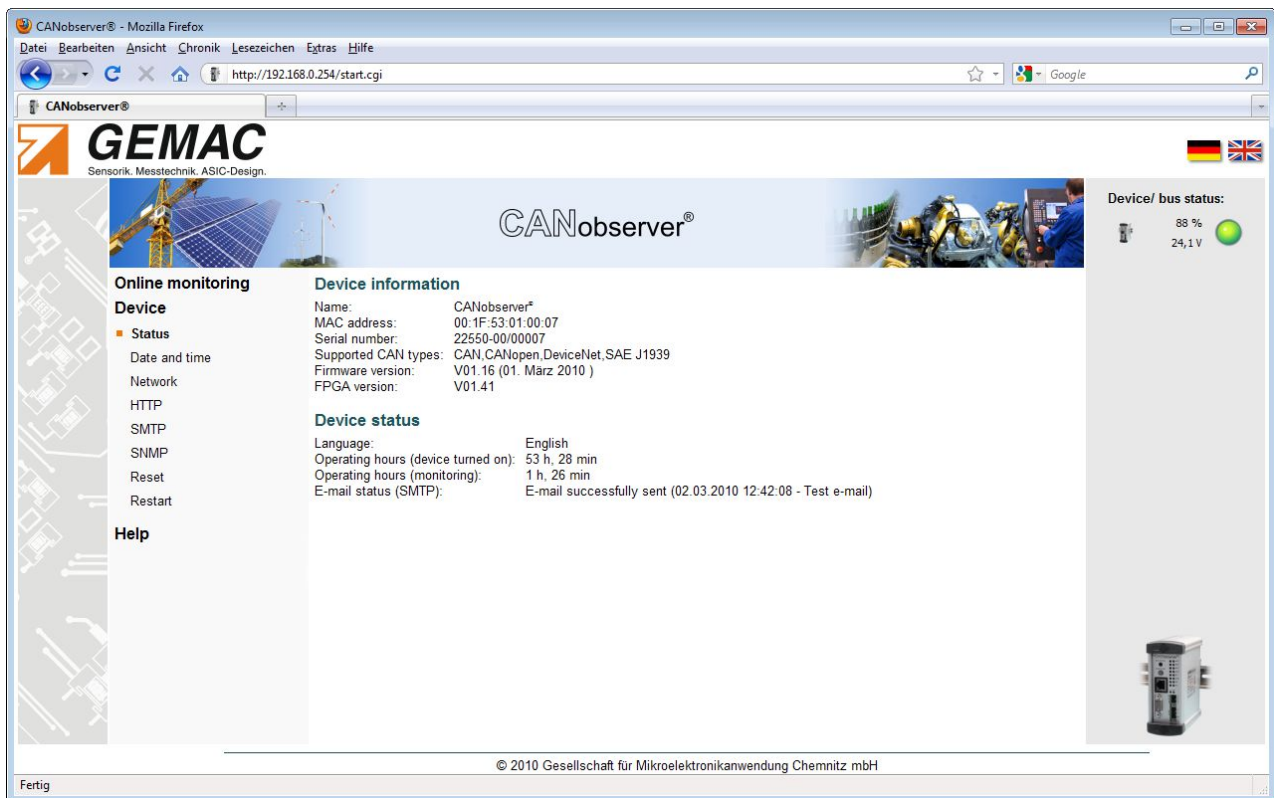 CANobserver® - Mozilla Firefox
Datei Bearbeiten Ansicht Chronik Lesezeichen Extras Hilfe
http://192.168.0.254/start.cgi
Google
CANobserver®
GEMAC
Sensorik. Messtechnik. ASIC-Design.
CANobserver®
Device/ bus status:
88 %
24,1 V
Online monitoring
Device
Status
Date and time
Network
HTTP
SMTP
SNMP
Reset
Restart
Help
Device information
Name: CANobserver®
MAC address: 00:1F:53:01:00:07
Serial number: 22550-00/00007
Supported CAN types: CAN,CANopen,DeviceNet,SAE J1939
Firmware version: V01.16 (01. März 2010 )
FPGA version: V01.41
Device status
Language: English
Operating hours (device turned on): 53 h, 28 min
Operating hours (monitoring): 1 h, 26 min
E-mail status (SMTP): E-mail successfully sent (02.03.2010 12:42:08 - Test e-mail)
© 2010 Gesellschaft für Mikroelektronikanwendung Chemnitz mbH
Fertig